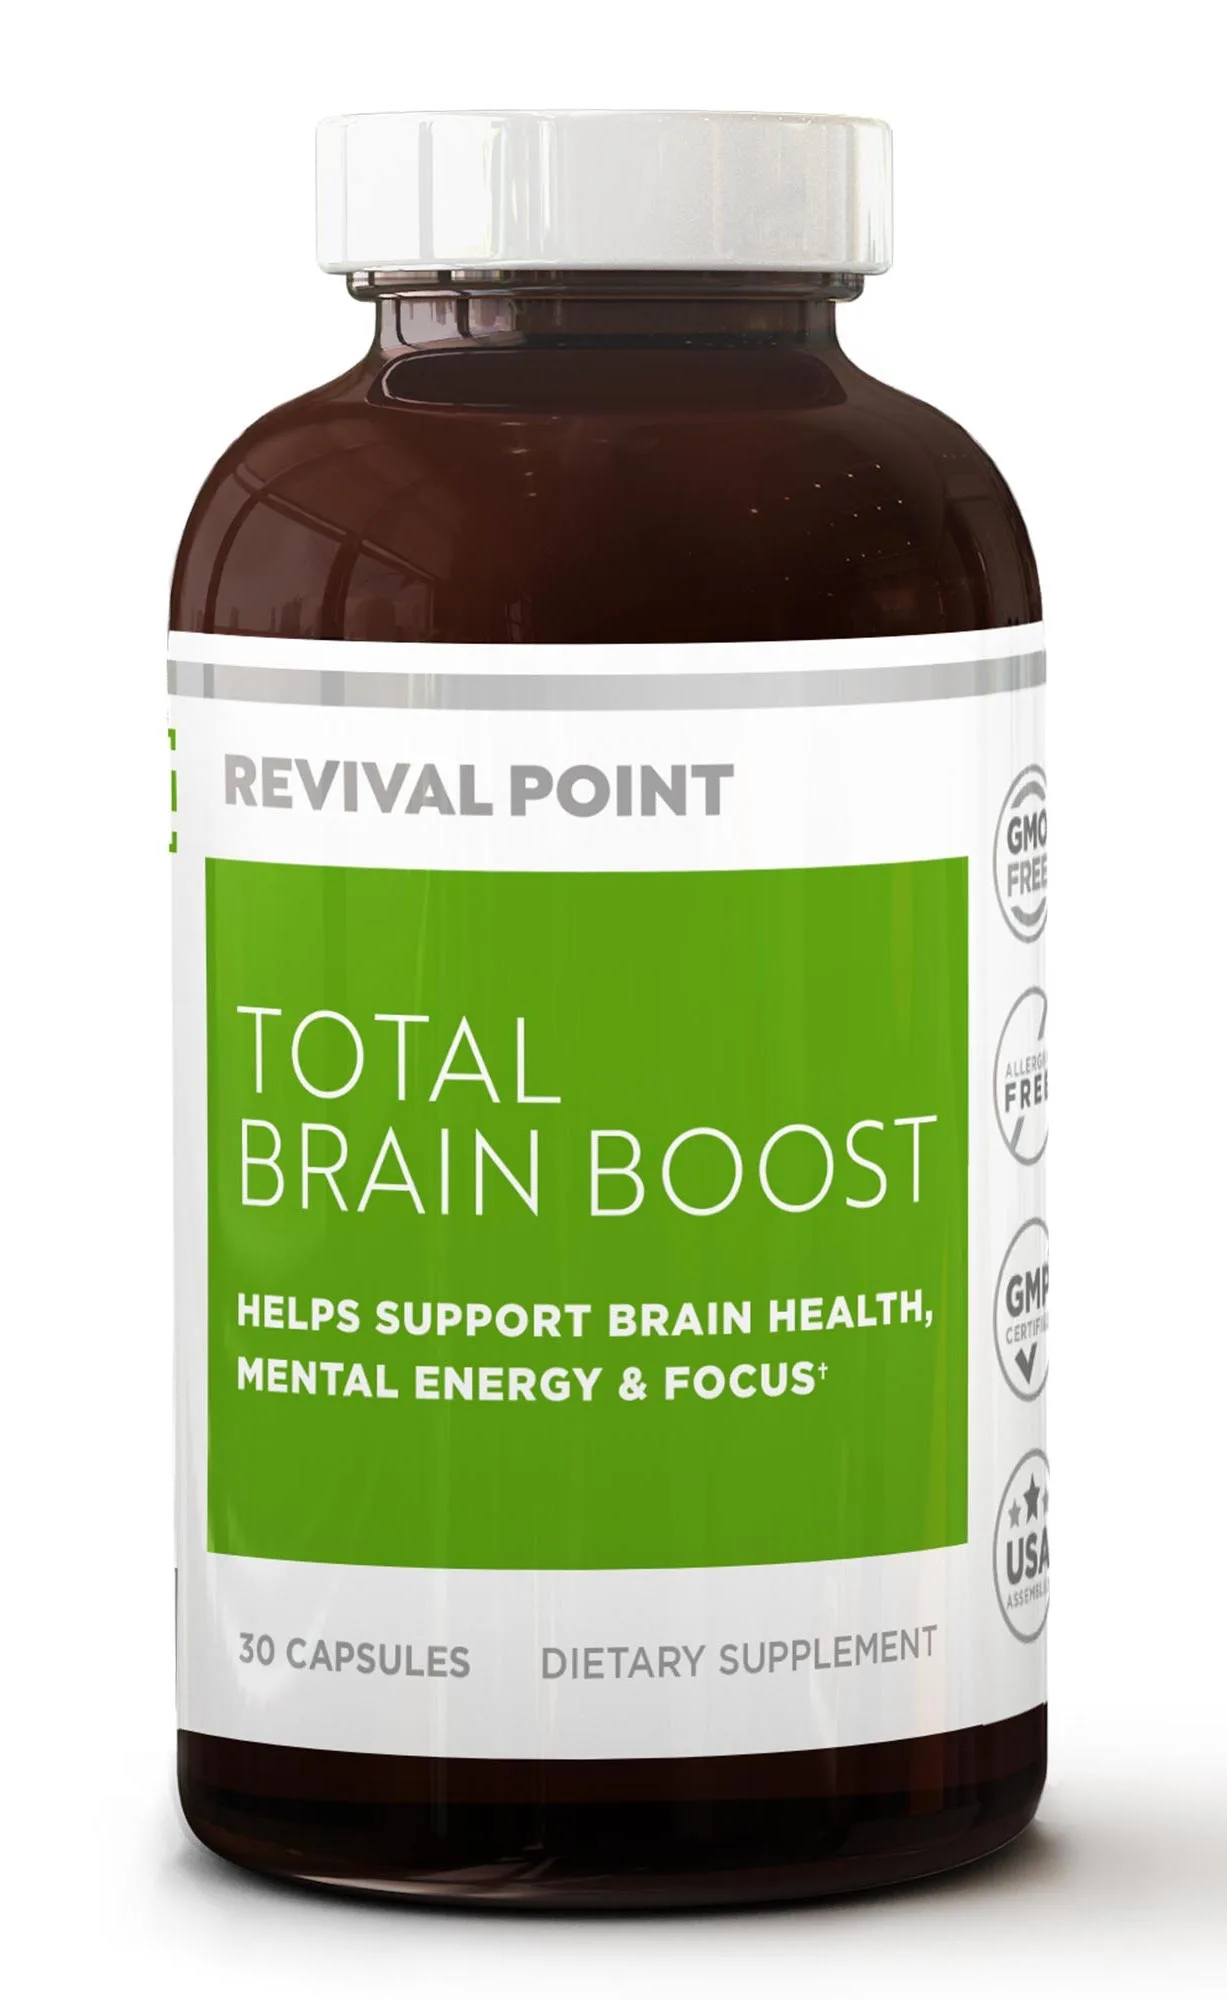 REVIVAL POINT
TOTAL
BRAIN BOOST
HELPS SUPPORT BRAIN HEALTH,
MENTAL ENERGY & FOCUS†
30 CAPSULES
DIETARY SUPPLEMENT
GMO
FREE
FREE
GMP
USA